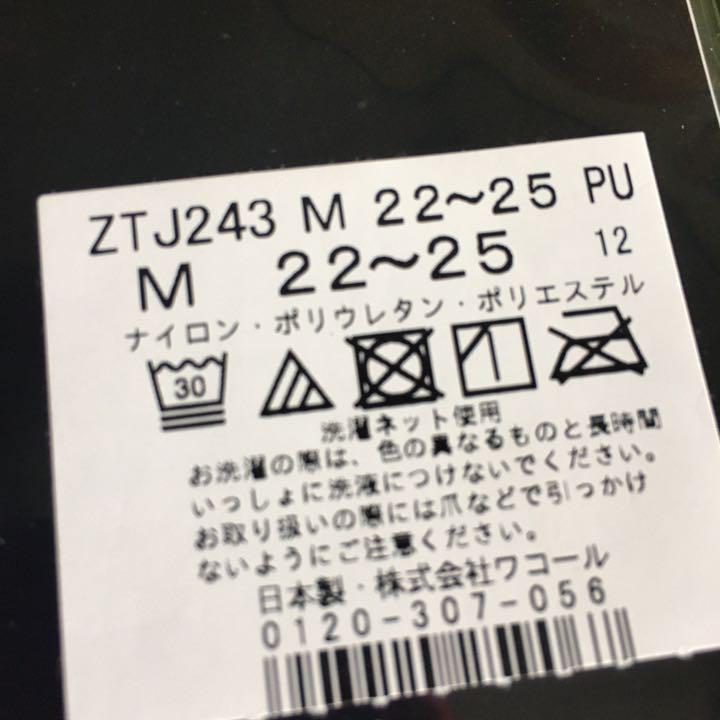 ZTJ243 M 22～25 PU
M 22～25 12
ナイロン・ポリウレタン・ポリエステル
30
洗濯ネット使用
お洗濯の際は、色の異なるものと長時間
いっしょに洗液につけないでください。
お取り扱いの際には爪などで引っかけ
ないようにご注意ください。
日本製・株式会社ワコール
0120-307-056